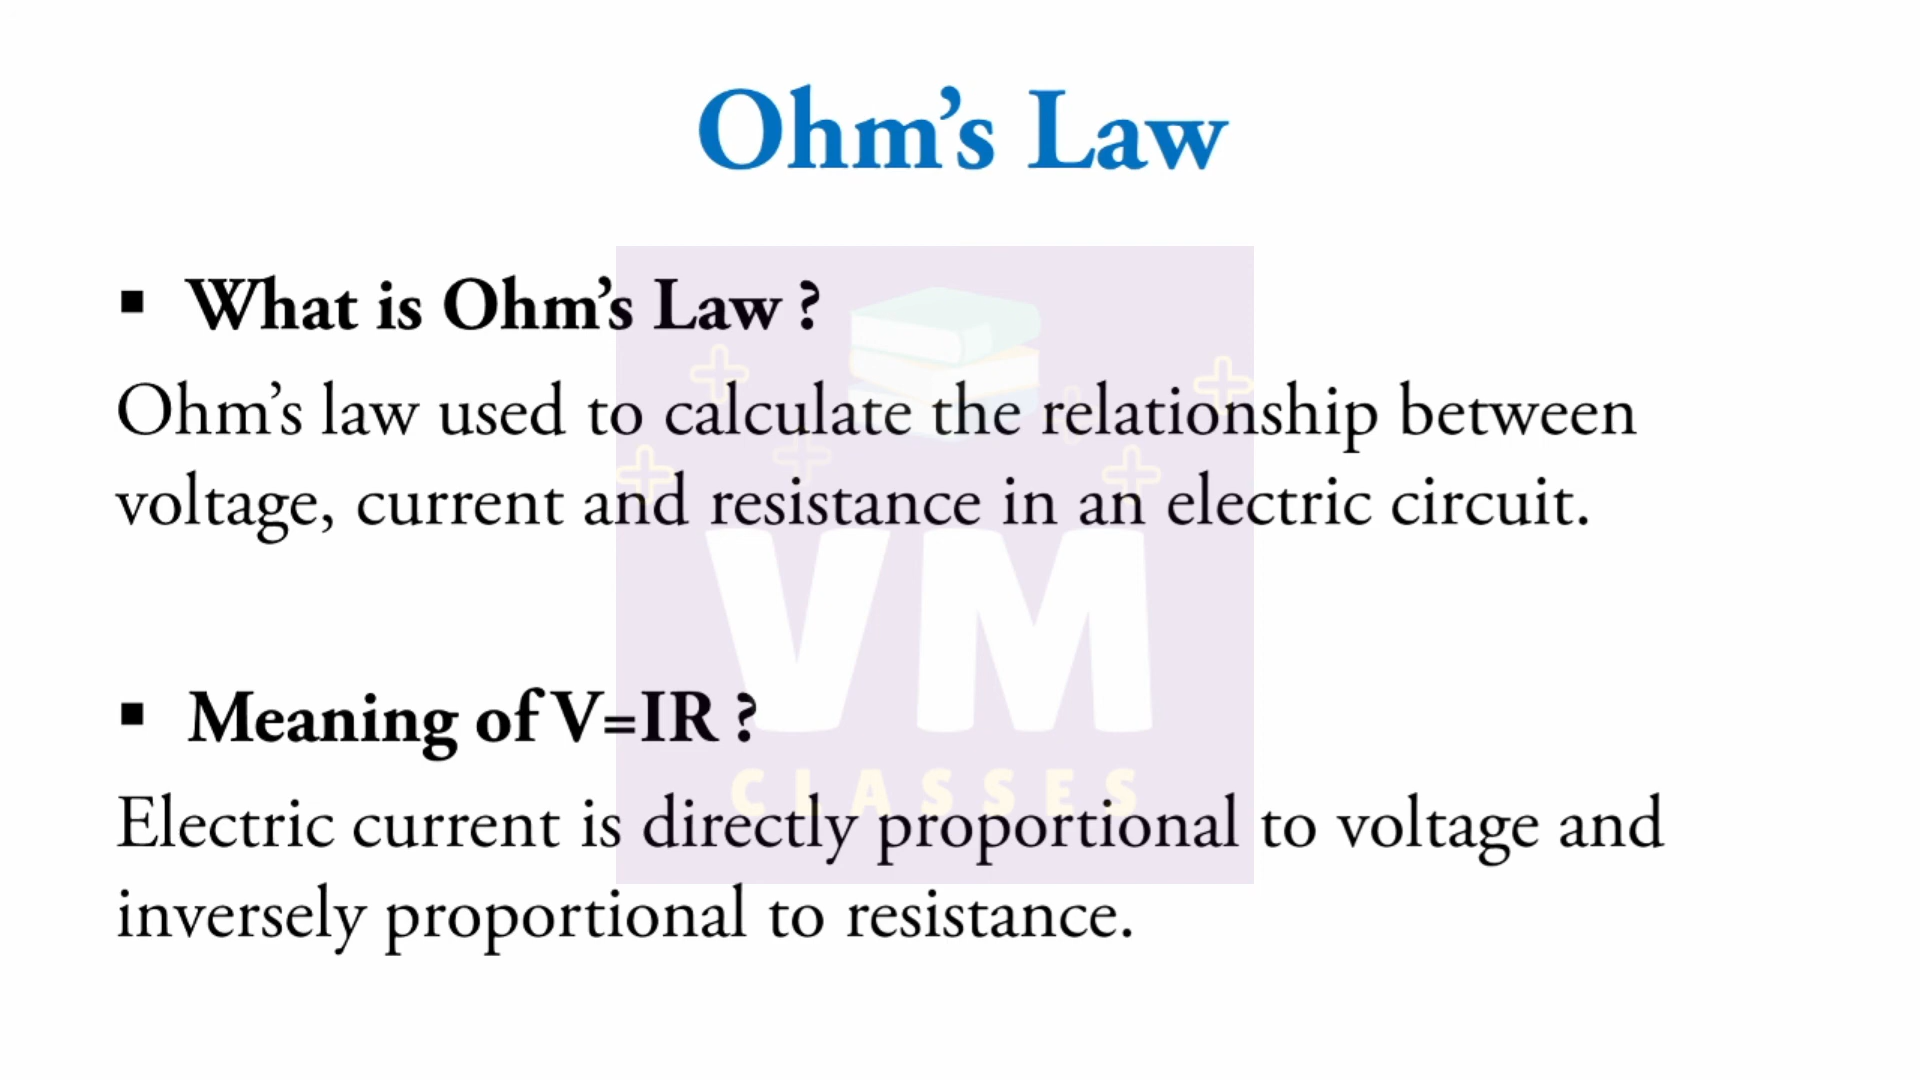 Ohm’s Law
▪ What is Ohm’s Law ?
Ohm’s law used to calculate the relationship between
voltage, current and resistance in an electric circuit.
▪ Meaning of V=IR ?
VM
CLASSES
Electric current is directly proportional to voltage and
inversely proportional to resistance.